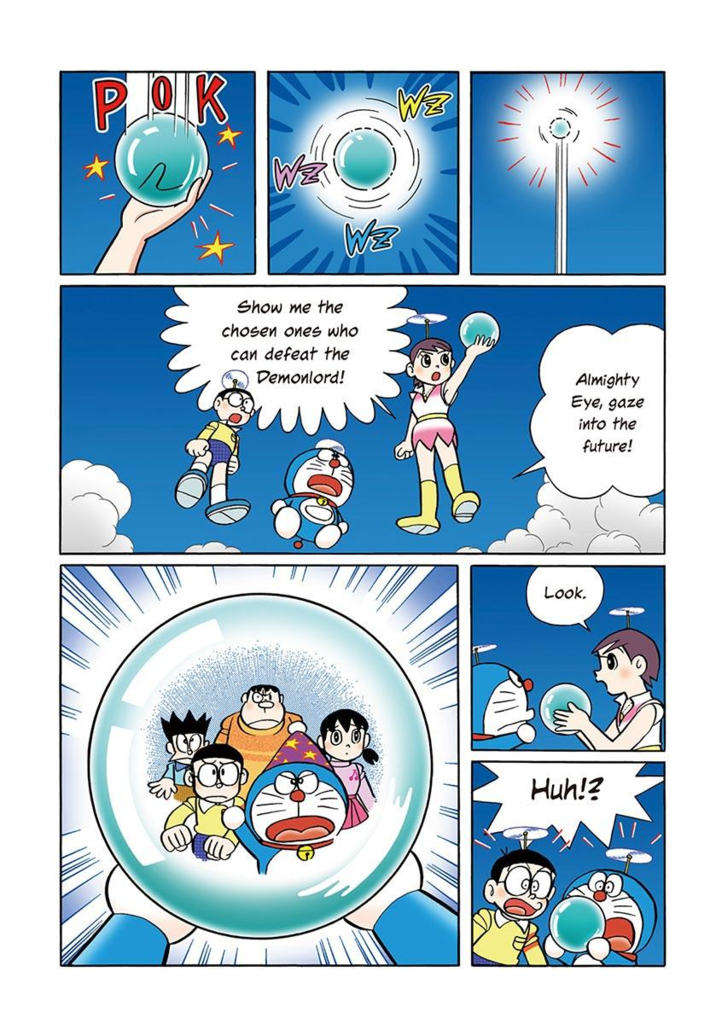 Wz
Wz
Wz
POK
Almighty
Eye, gaze
into the
future!
Show me the
chosen ones who
can defeat the
Demonlord!
Look.
Huh!?